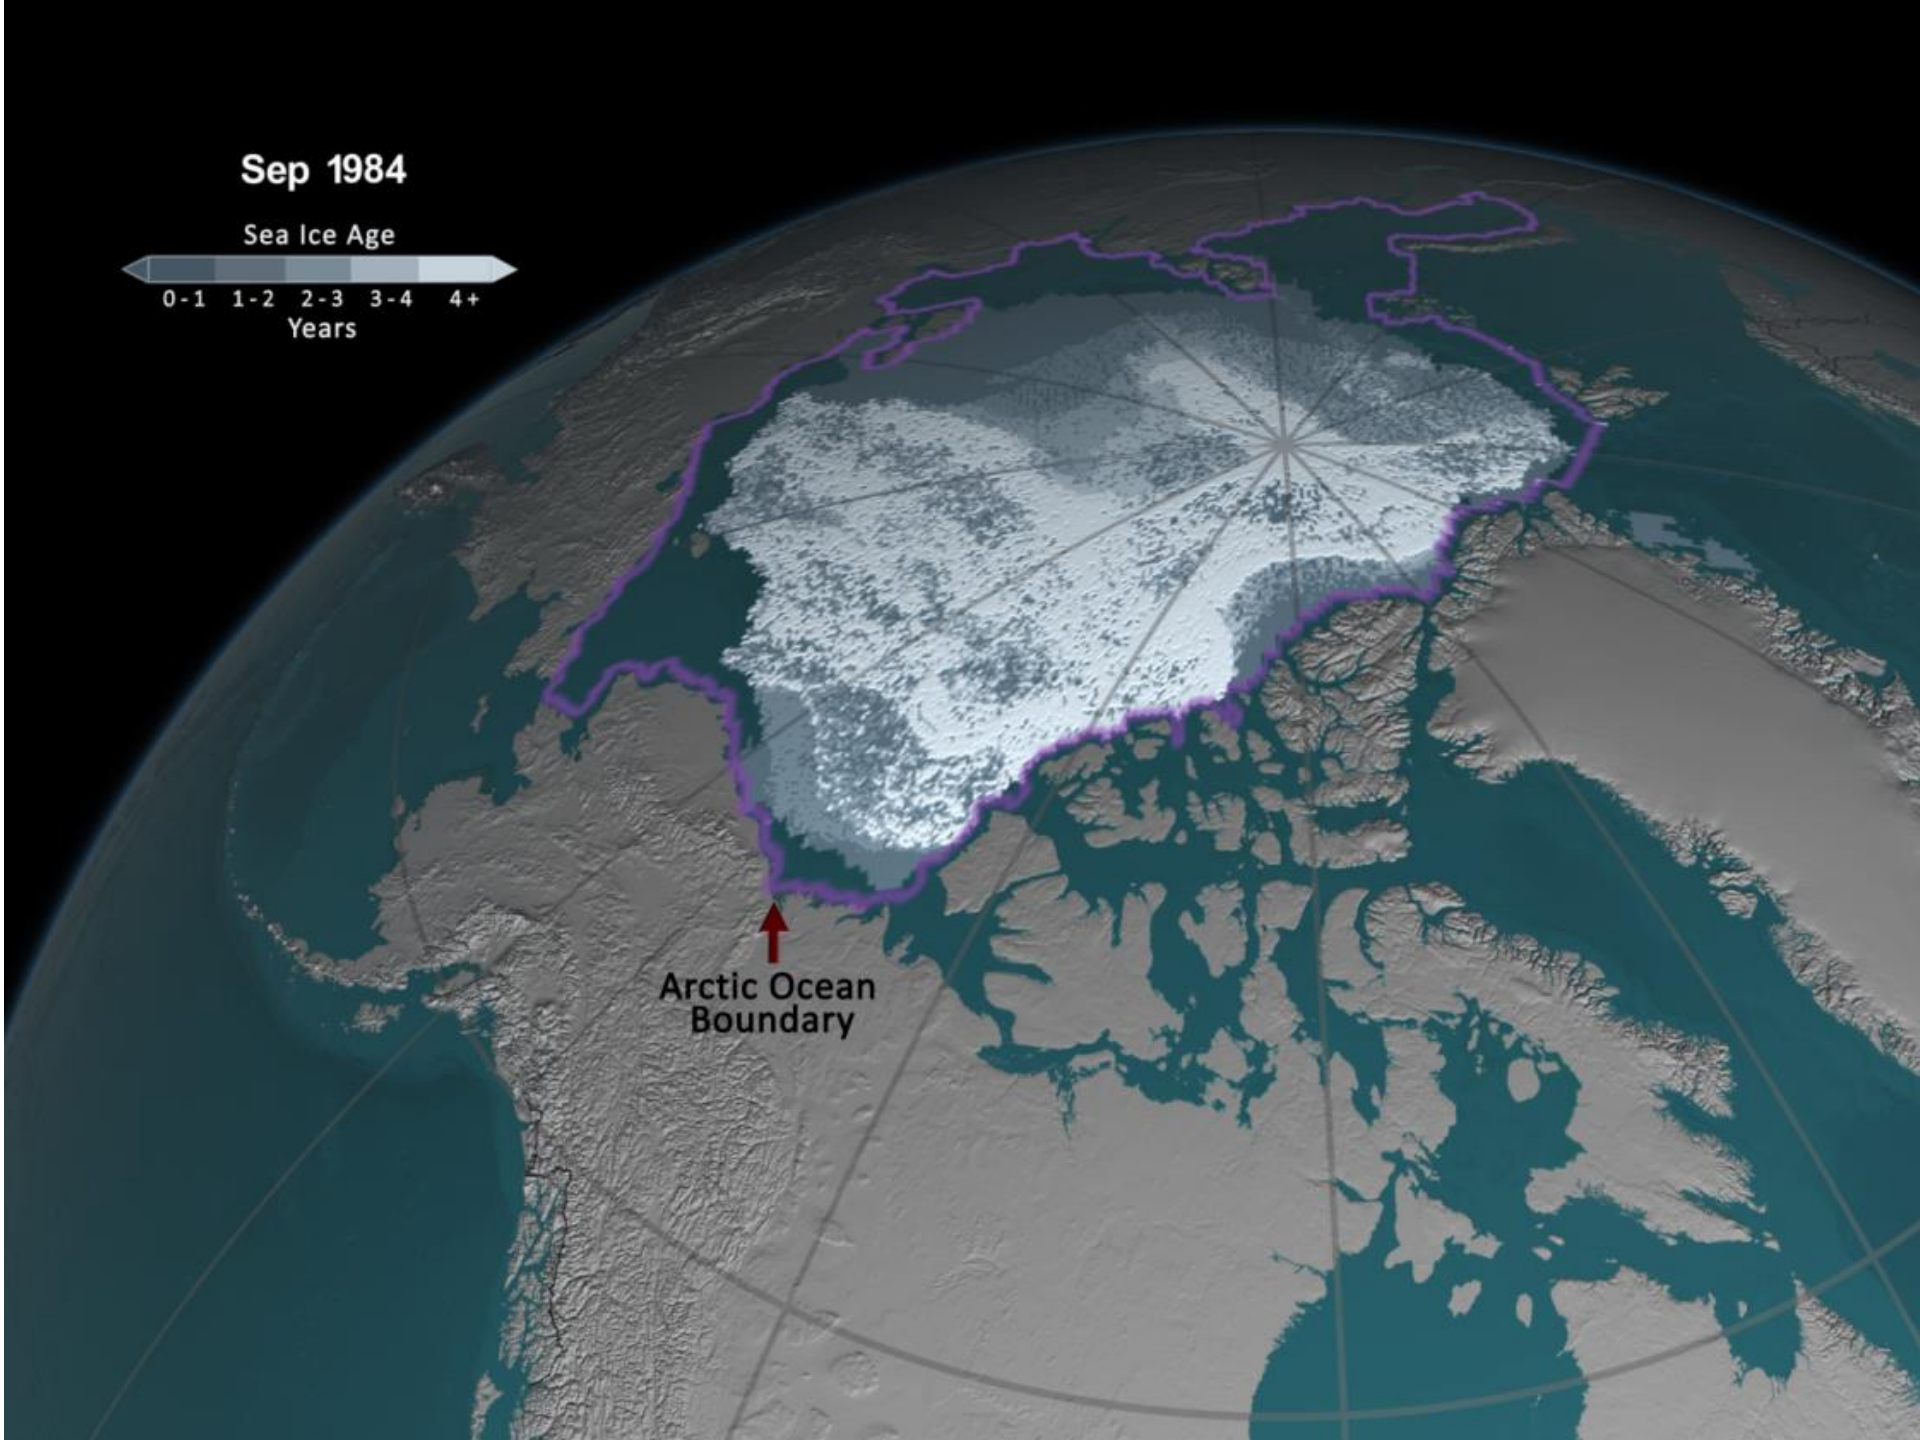 Sep 1984
Sea Ice Age
0-1 1-2 2-3 3-4 4+
Years
Arctic Ocean
Boundary